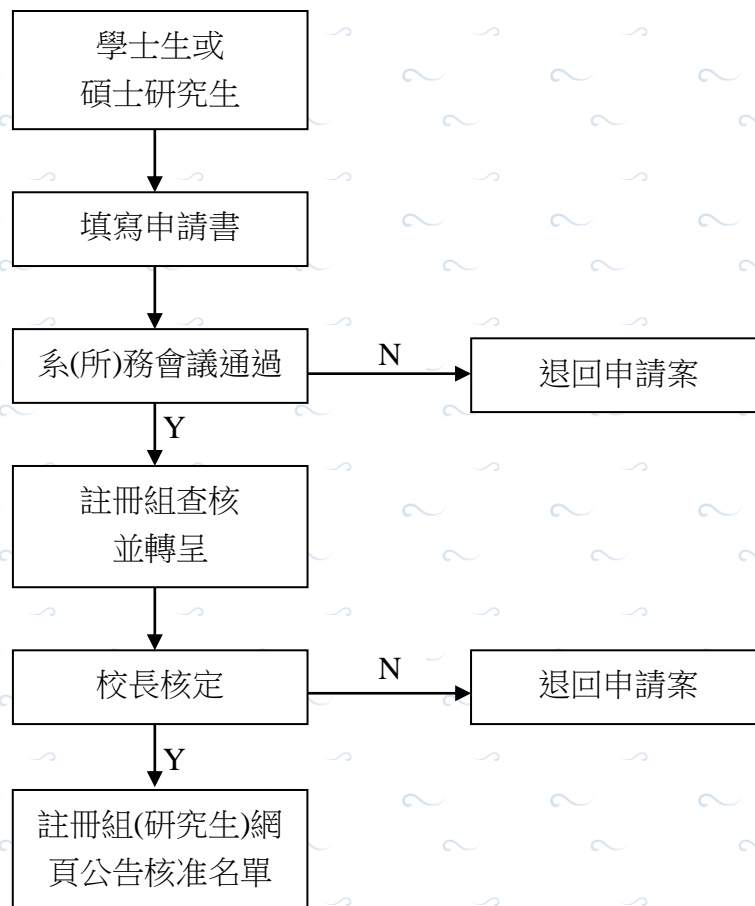 學士生或
碩士研究生
填寫申請書
系(所)務會議通過
N
退回申請案
Y
註冊組查核
並轉呈
校長核定
N
退回申請案
Y
註冊組(研究生)網
頁公告核准名單